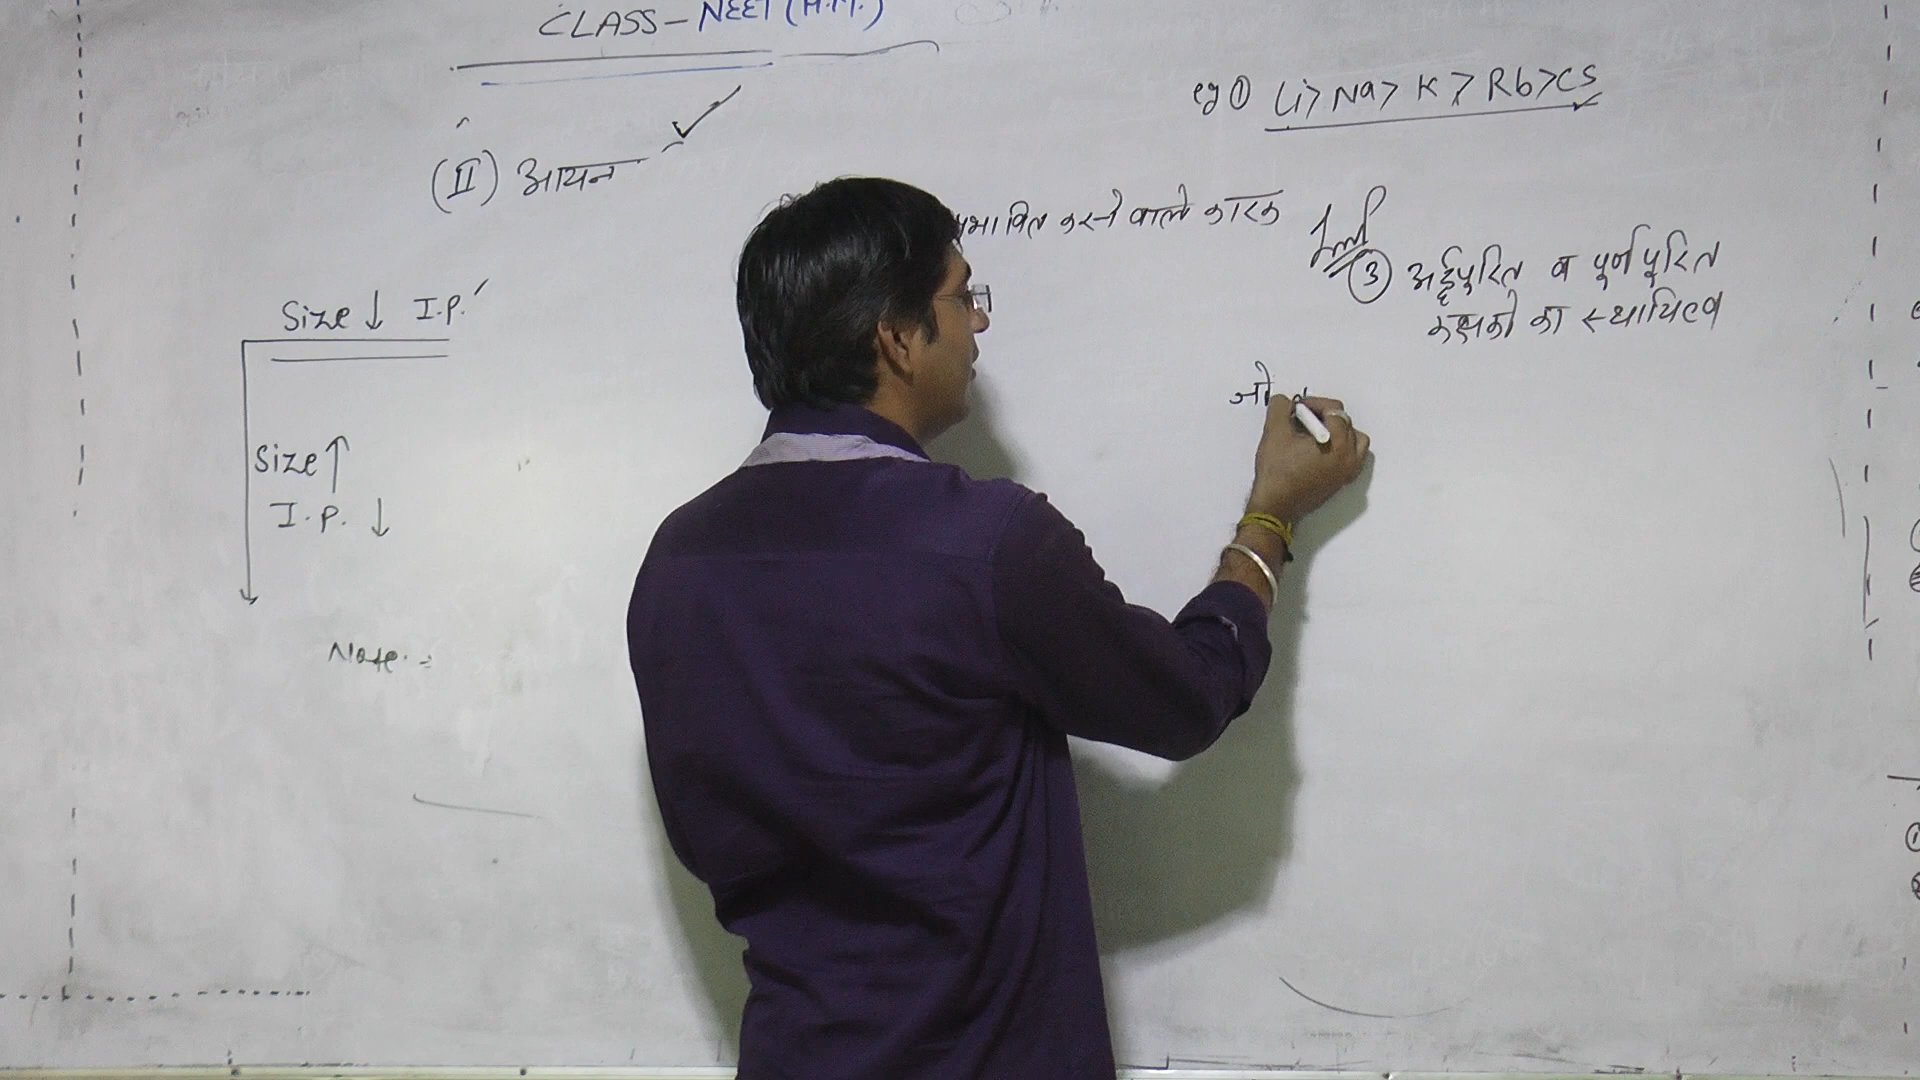 CLASS - NEET (H.M.)
(II) आयन
Size ↓ I.P.
Size ↑
I.P. ↓
Note :-
eg ① Li > Na > K > Rb > Cs
प्रभावित करने वाले कारक
Imp
③ अर्द्धपूरित व पूर्णपूरित
कक्षकों का स्थायित्व
जो